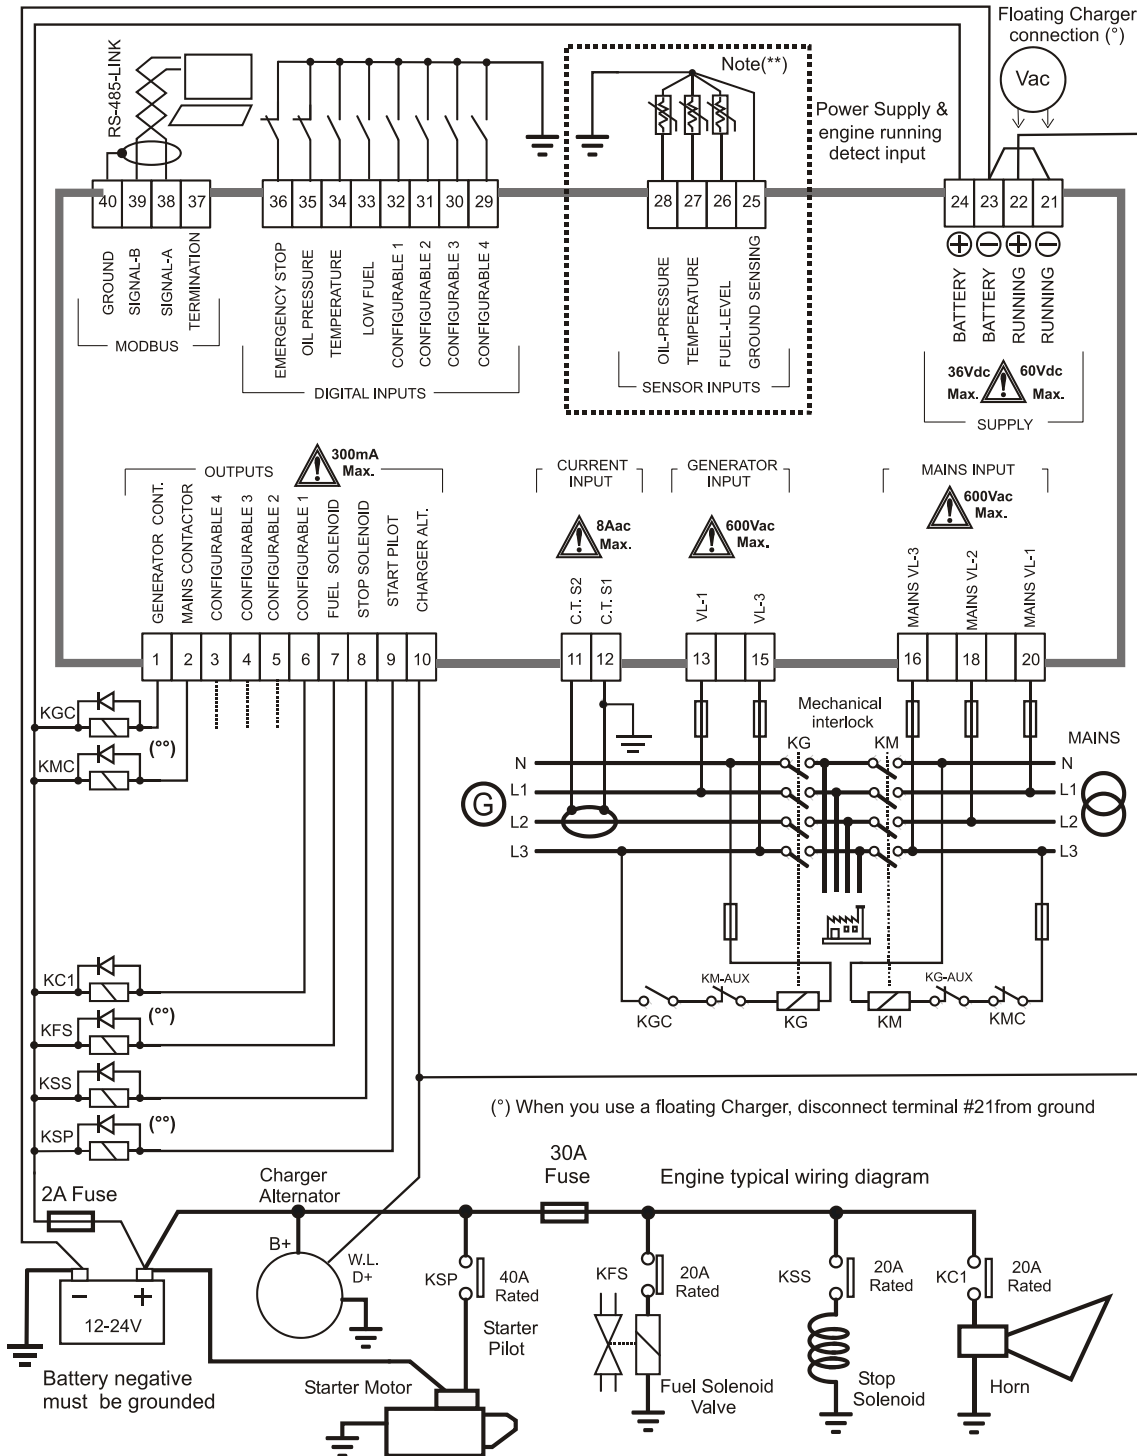 Floating Charger
connection (°)
Vac
RS-485-LINK
Note(**)
Power Supply &
engine running
detect input
40 39 38 37
36 35 34 33 32 31 30 29
28 27 26 25
24 23 22 21
GROUND
SIGNAL-B
SIGNAL-A
TERMINATION
MODBUS
EMERGENCY STOP
OIL PRESSURE
TEMPERATURE
LOW FUEL
CONFIGURABLE 1
CONFIGURABLE 2
CONFIGURABLE 3
CONFIGURABLE 4
DIGITAL INPUTS
OIL-PRESSURE
TEMPERATURE
FUEL-LEVEL
GROUND SENSING
SENSOR INPUTS
+ − + −
BATTERY
BATTERY
RUNNING
RUNNING
36Vdc
Max.
60Vdc
Max.
SUPPLY
OUTPUTS
300mA
Max.
GENERATOR CONT.
MAINS CONTACTOR
CONFIGURABLE 4
CONFIGURABLE 3
CONFIGURABLE 2
CONFIGURABLE 1
FUEL SOLENOID
STOP SOLENOID
START PILOT
CHARGER ALT.
CURRENT
INPUT
8Aac
Max.
C.T. S2
C.T. S1
GENERATOR
INPUT
600Vac
Max.
VL-1
VL-3
MAINS INPUT
600Vac
Max.
MAINS VL-3
MAINS VL-2
MAINS VL-1
1 2 3 4 5 6 7 8 9 10
11 12
13 15
16 18 20
KGC
(°°)
KMC
Mechanical
interlock
KG KM
MAINS
N N
L1 L1
G
L2 L2
L3 L3
KM-AUX
KG-AUX
KGC KG KM KMC
KC1
(°°)
KFS
KSS
(°°)
KSP
(°) When you use a floating Charger, disconnect terminal #21from ground
2A Fuse
Charger
Alternator
30A
Fuse
Engine typical wiring diagram
B+
W.L.
D+
− +
12-24V
KSP
40A
Rated
Starter
Pilot
KFS
20A
Rated
KSS
20A
Rated
KC1
20A
Rated
Battery negative
must be grounded
Starter Motor
Fuel Solenoid
Valve
Stop
Solenoid
Horn